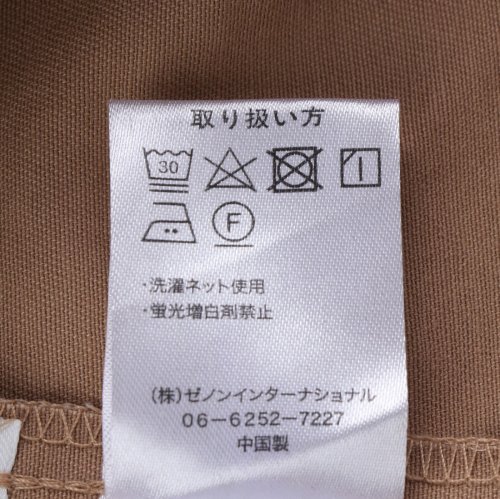 取り扱い方
30
F
・洗濯ネット使用
・蛍光増白剤禁止
(株)ゼノンインターナショナル
06-6252-7227
中国製